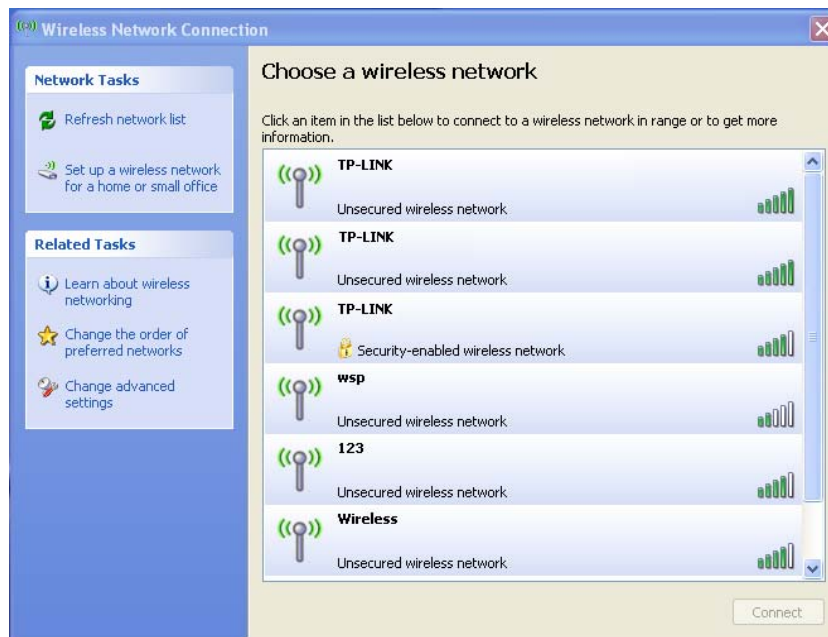 Wireless Network Connection
Network Tasks
Refresh network list
Set up a wireless network
for a home or small office
Related Tasks
Learn about wireless
networking
Change the order of
preferred networks
Change advanced
settings
Choose a wireless network
Click an item in the list below to connect to a wireless network in range or to get more
information.
TP-LINK
Unsecured wireless network
TP-LINK
Unsecured wireless network
TP-LINK
Security-enabled wireless network
wsp
Unsecured wireless network
123
Unsecured wireless network
Wireless
Unsecured wireless network
Connect